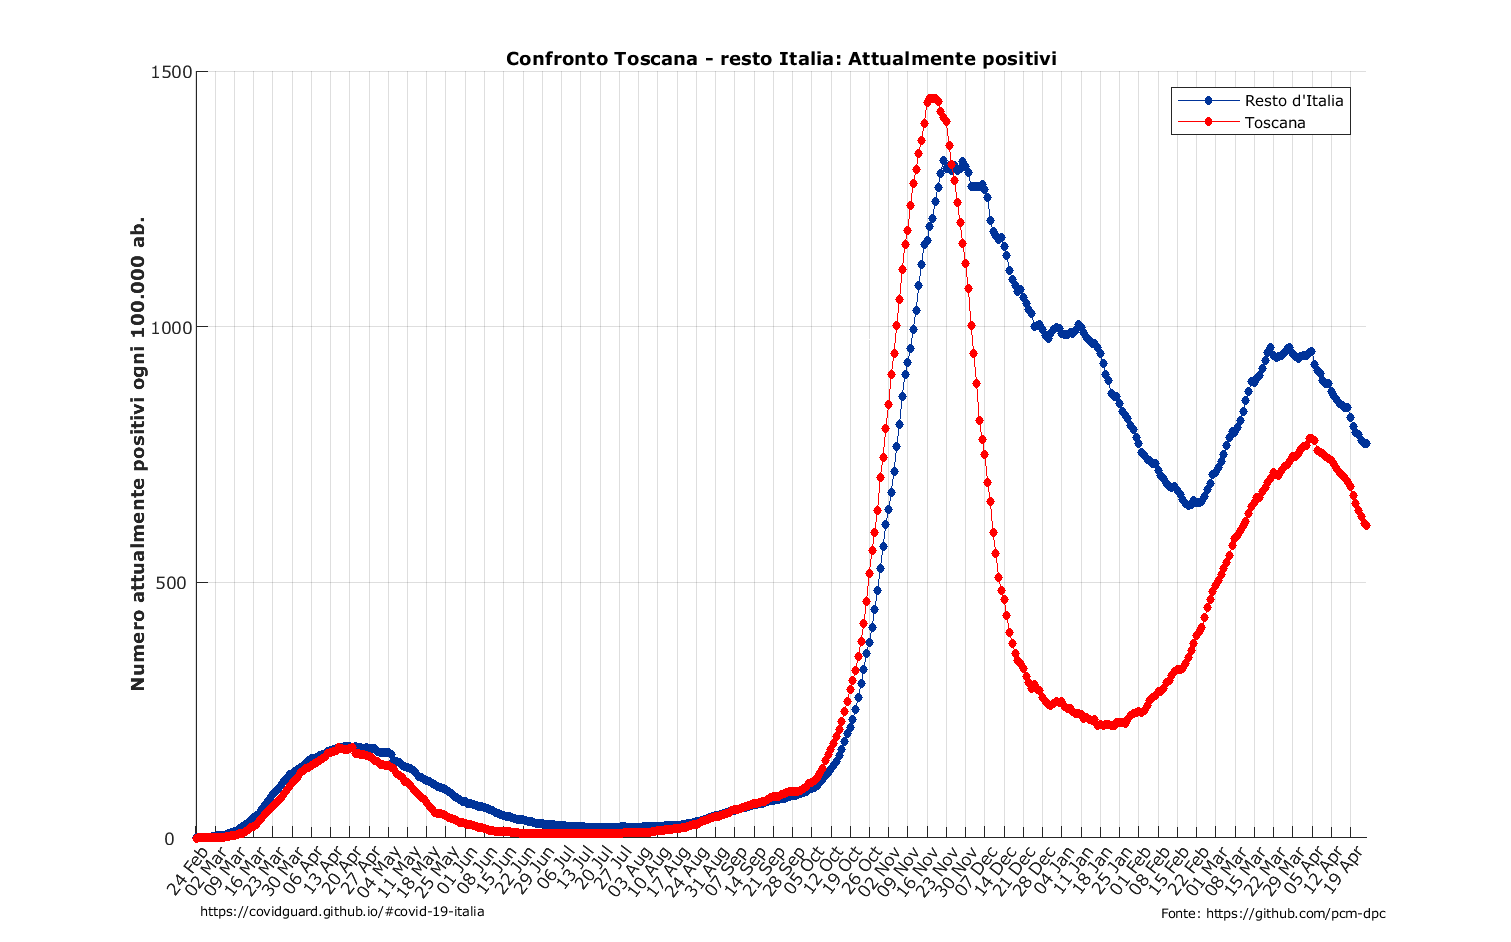 Confronto Toscana - resto Italia: Attualmente positivi
Numero attualmente positivi ogni 100.000 ab.
1500
1000
500
0
Resto d'Italia
Toscana
24 Feb
02 Mar
09 Mar
16 Mar
23 Mar
30 Mar
06 Apr
13 Apr
20 Apr
27 Apr
04 May
11 May
18 May
25 May
01 Jun
08 Jun
15 Jun
22 Jun
29 Jun
06 Jul
13 Jul
20 Jul
27 Jul
03 Aug
10 Aug
17 Aug
24 Aug
31 Aug
07 Sep
14 Sep
21 Sep
28 Sep
05 Oct
12 Oct
19 Oct
26 Oct
02 Nov
09 Nov
16 Nov
23 Nov
30 Nov
07 Dec
14 Dec
21 Dec
28 Dec
04 Jan
11 Jan
18 Jan
25 Jan
01 Feb
08 Feb
15 Feb
22 Feb
01 Mar
08 Mar
15 Mar
22 Mar
29 Mar
05 Apr
12 Apr
19 Apr
https://covidguard.github.io/#covid-19-italia
Fonte: https://github.com/pcm-dpc